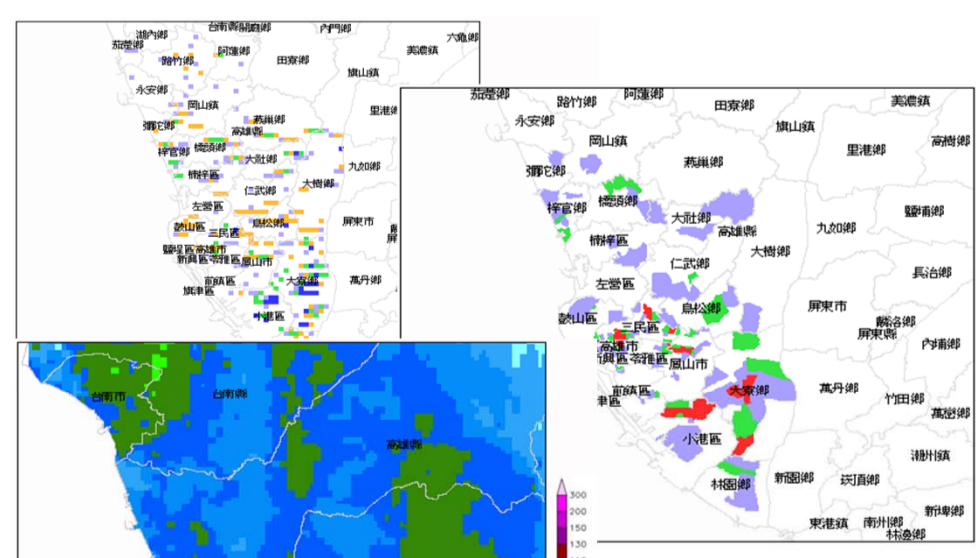 台南縣
湖內鄉
內門鄉
六龜鄉
茄萣鄉
阿蓮鄉
美濃鎮
路竹鄉
田寮鄉
旗山鎮
永安鄉
岡山鎮
里港
彌陀鄉
燕巢鄉
高雄縣
梓官鄉
橋頭鄉
大社鄉
九如鄉
楠梓區
大樹鄉
仁武鄉
左營區
鼓山區
三民區
鳥松鄉
屏東市
屏
鹽埕區
高雄市
新興區
苓雅區
鳳山市
前鎮區
大寮鄉
萬丹鄉
旗津區
小港區
茄萣鄉
路竹鄉
阿蓮鄉
田寮鄉
美濃鎮
永安鄉
旗山鎮
岡山鎮
里港鄉
高樹鄉
彌陀鄉
燕巢鄉
梓官鄉
橋頭鄉
大社鄉
鹽埔鄉
楠梓區
高雄縣
九如鄉
大樹鄉
仁武鄉
長治鄉
左營區
鳥松鄉
屏東市
鼓山區
三民區
麟洛鄉
屏東縣
內埔鄉
高雄市
苓雅區
鳳山市
前鎮區
大寮鄉
萬丹鄉
竹田鄉
津區
萬巒鄉
小港區
潮州鎮
林園鄉
新園鄉
崁頂鄉
新埤鄉
東港鎮
南州鄉
林邊鄉
台南市
台南縣
高雄縣
300
200
150
130